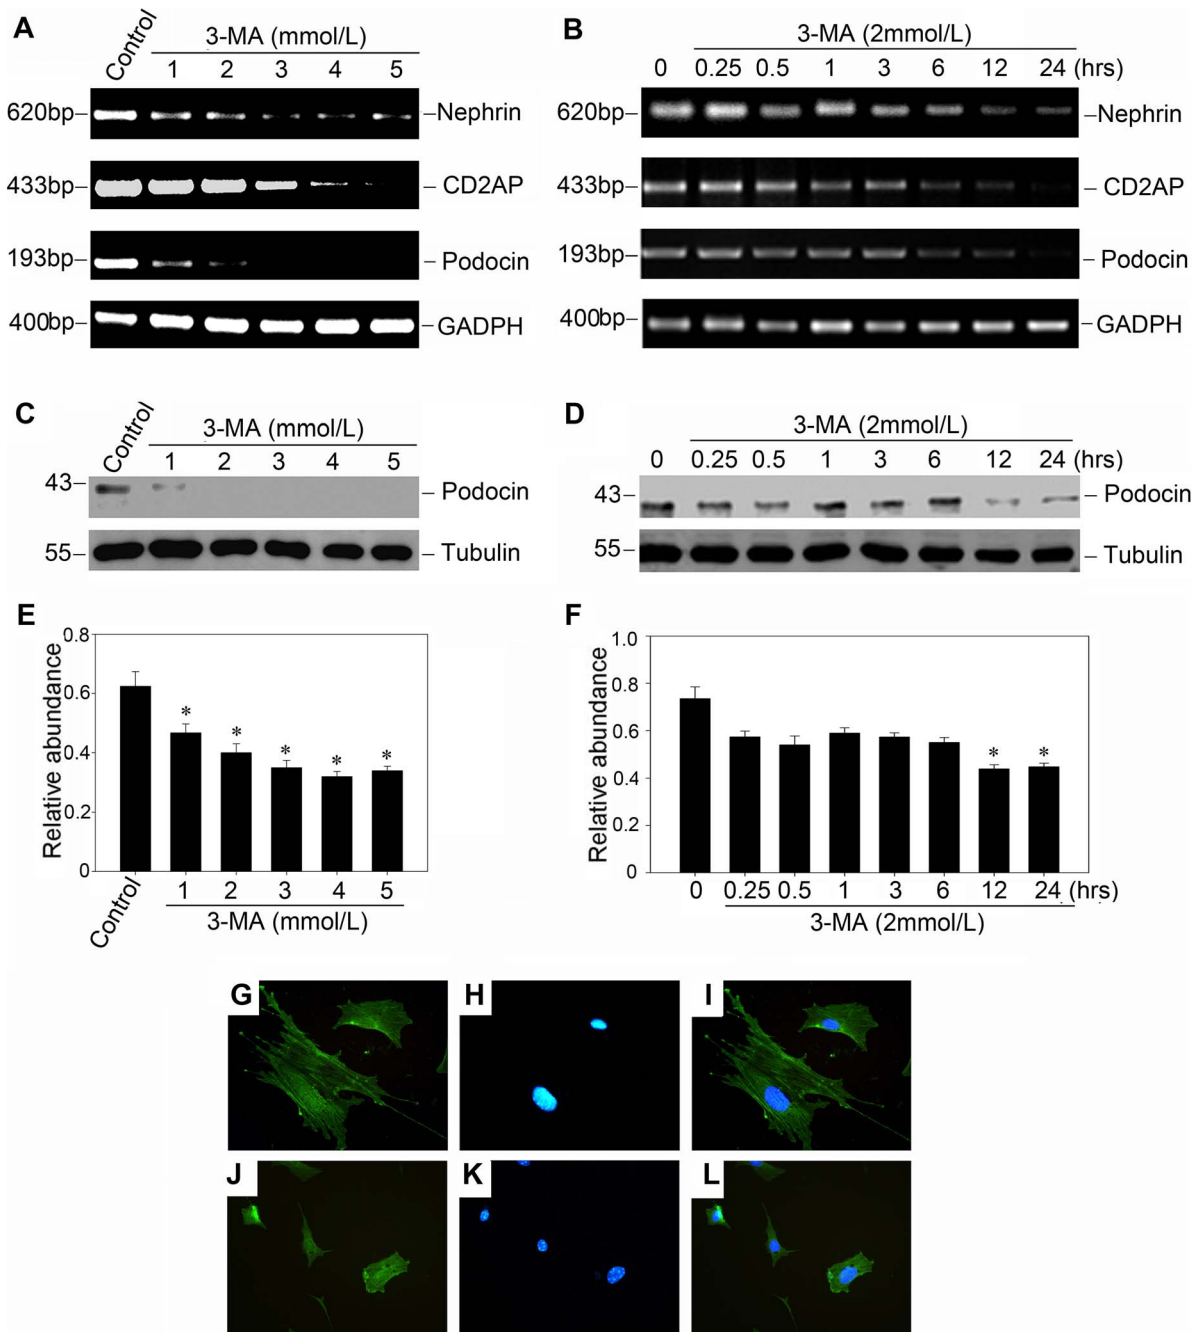 A
Control
3-MA (mmol/L)
1 2 3 4 5
620bp
Nephrin
433bp
CD2AP
193bp
Podocin
400bp
GADPH
B
3-MA (2mmol/L)
0 0.25 0.5 1 3 6 12 24 (hrs)
620bp
Nephrin
433bp
CD2AP
193bp
Podocin
400bp
GADPH
C
Control
3-MA (mmol/L)
1 2 3 4 5
43
Podocin
55
Tubulin
D
3-MA (2mmol/L)
0 0.25 0.5 1 3 6 12 24 (hrs)
43
Podocin
55
Tubulin
E
Relative abundance
0.8
0.6
0.4
0.2
0
* * * * *
Control
1 2 3 4 5
3-MA (mmol/L)
F
Relative abundance
1.0
0.8
0.6
0.4
0.2
0
* *
0 0.25 0.5 1 3 6 12 24 (hrs)
3-MA (2mmol/L)
G
H
I
J
K
L